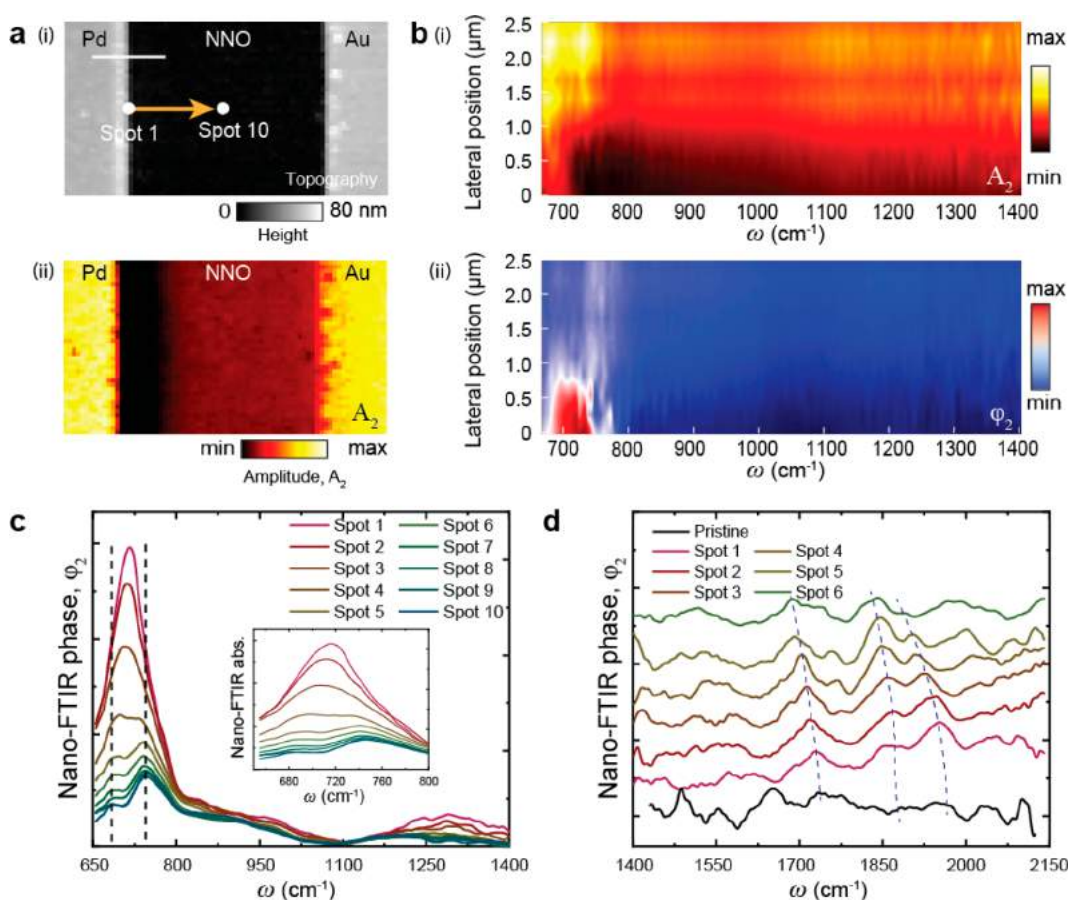 a (i) Pd NNO Au
Spot 1 Spot 10
Topography
0 80 nm
Height
(ii) Pd NNO Au
A2
min max
Amplitude, A2
b (i) Lateral position (μm)
2.5
2.0
1.5
1.0
0.5
0
A2
700 800 900 1000 1100 1200 1300 1400
ω (cm-1)
max
min
(ii) Lateral position (μm)
2.5
2.0
1.5
1.0
0.5
0
φ2
700 800 900 1000 1100 1200 1300 1400
ω (cm-1)
max
min
c
Nano-FTIR phase, φ2
Spot 1 Spot 6
Spot 2 Spot 7
Spot 3 Spot 8
Spot 4 Spot 9
Spot 5 Spot 10
Nano-FTIR abs.
680 720 760 800
ω (cm-1)
650 750 900 1050 1250 1400
ω (cm-1)
d
Nano-FTIR phase, φ2
Pristine
Spot 1 Spot 4
Spot 2 Spot 5
Spot 3 Spot 6
1400 1550 1700 1850 2000 2150
ω (cm-1)